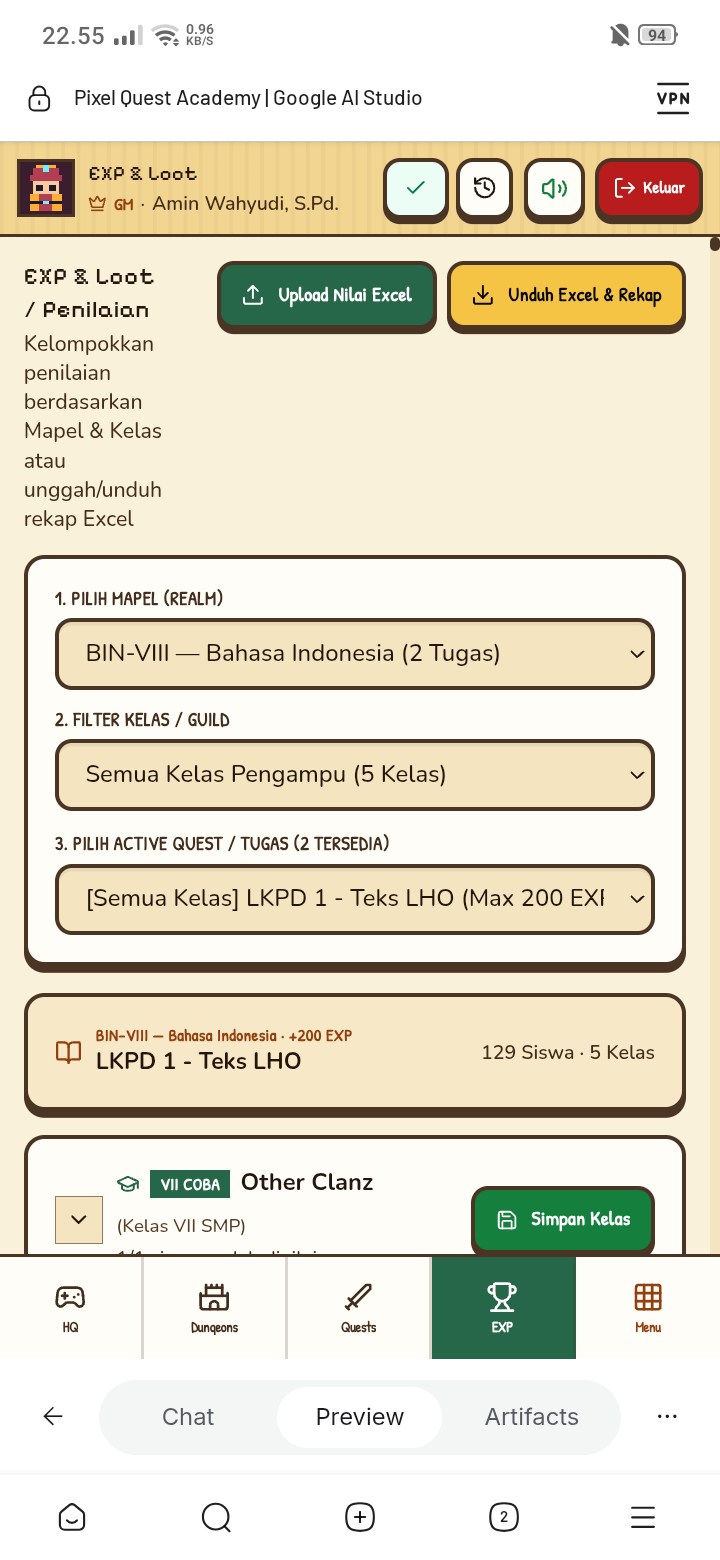 22.55
0.96
KB/S
94
Pixel Quest Academy | Google AI Studio
VPN
EXP & Loot
GM · Amin Wahyudi, S.Pd.
Keluar
EXP & Loot
/ Penilaian
Kelompokkan
penilaian
berdasarkan
Mapel & Kelas
atau
unggah/unduh
rekap Excel
Upload Nilai Excel
Unduh Excel & Rekap
1. PILIH MAPEL (REALM)
BIN-VIII — Bahasa Indonesia (2 Tugas)
2. FILTER KELAS / GUILD
Semua Kelas Pengampu (5 Kelas)
3. PILIH ACTIVE QUEST / TUGAS (2 TERSEDIA)
[Semua Kelas] LKPD 1 - Teks LHO (Max 200 EXP
BIN-VIII — Bahasa Indonesia · +200 EXP
LKPD 1 - Teks LHO
129 Siswa · 5 Kelas
VII COBA Other Clanz
(Kelas VII SMP)
Simpan Kelas
HQ
Dungeons
Quests
EXP
Menu
Chat
Preview
Artifacts
2